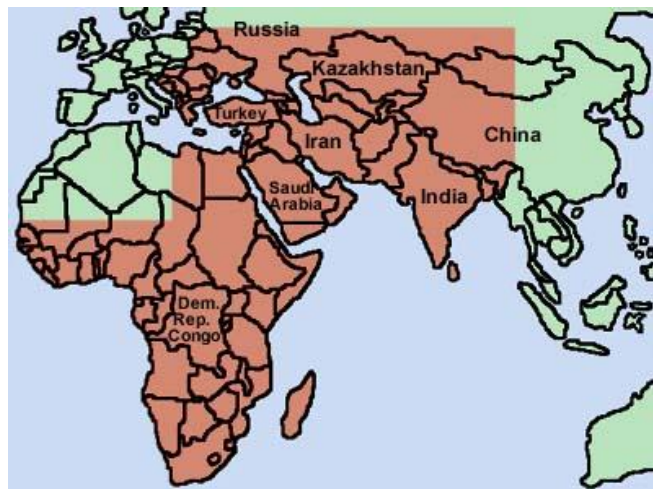 Russia
Kazakhstan
Turkey
China
Iran
Saudi
Arabia
India
Dem.
Rep.
Congo